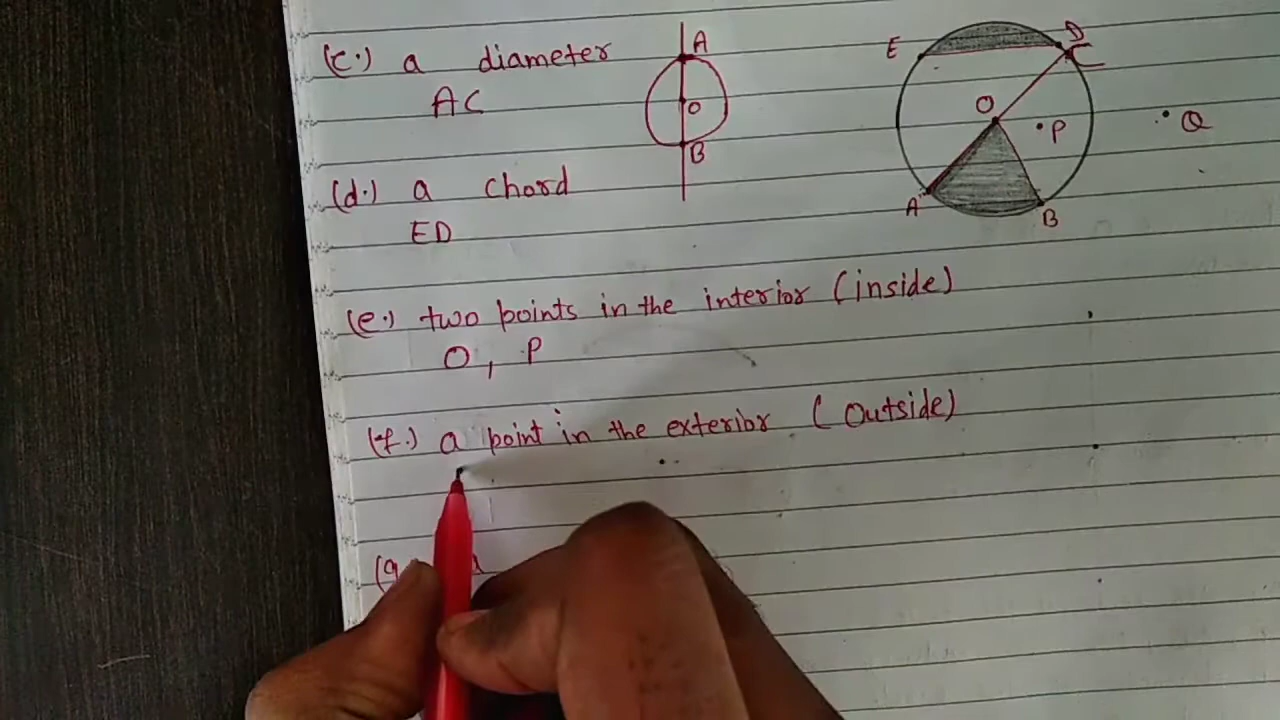 (c.) a diameter
AC
(d.) a chord
ED
(e.) two points in the interior (inside)
O, P
(f.) a point in the exterior (outside)
A
O
B
E
D
C
O
P
Q
A
B